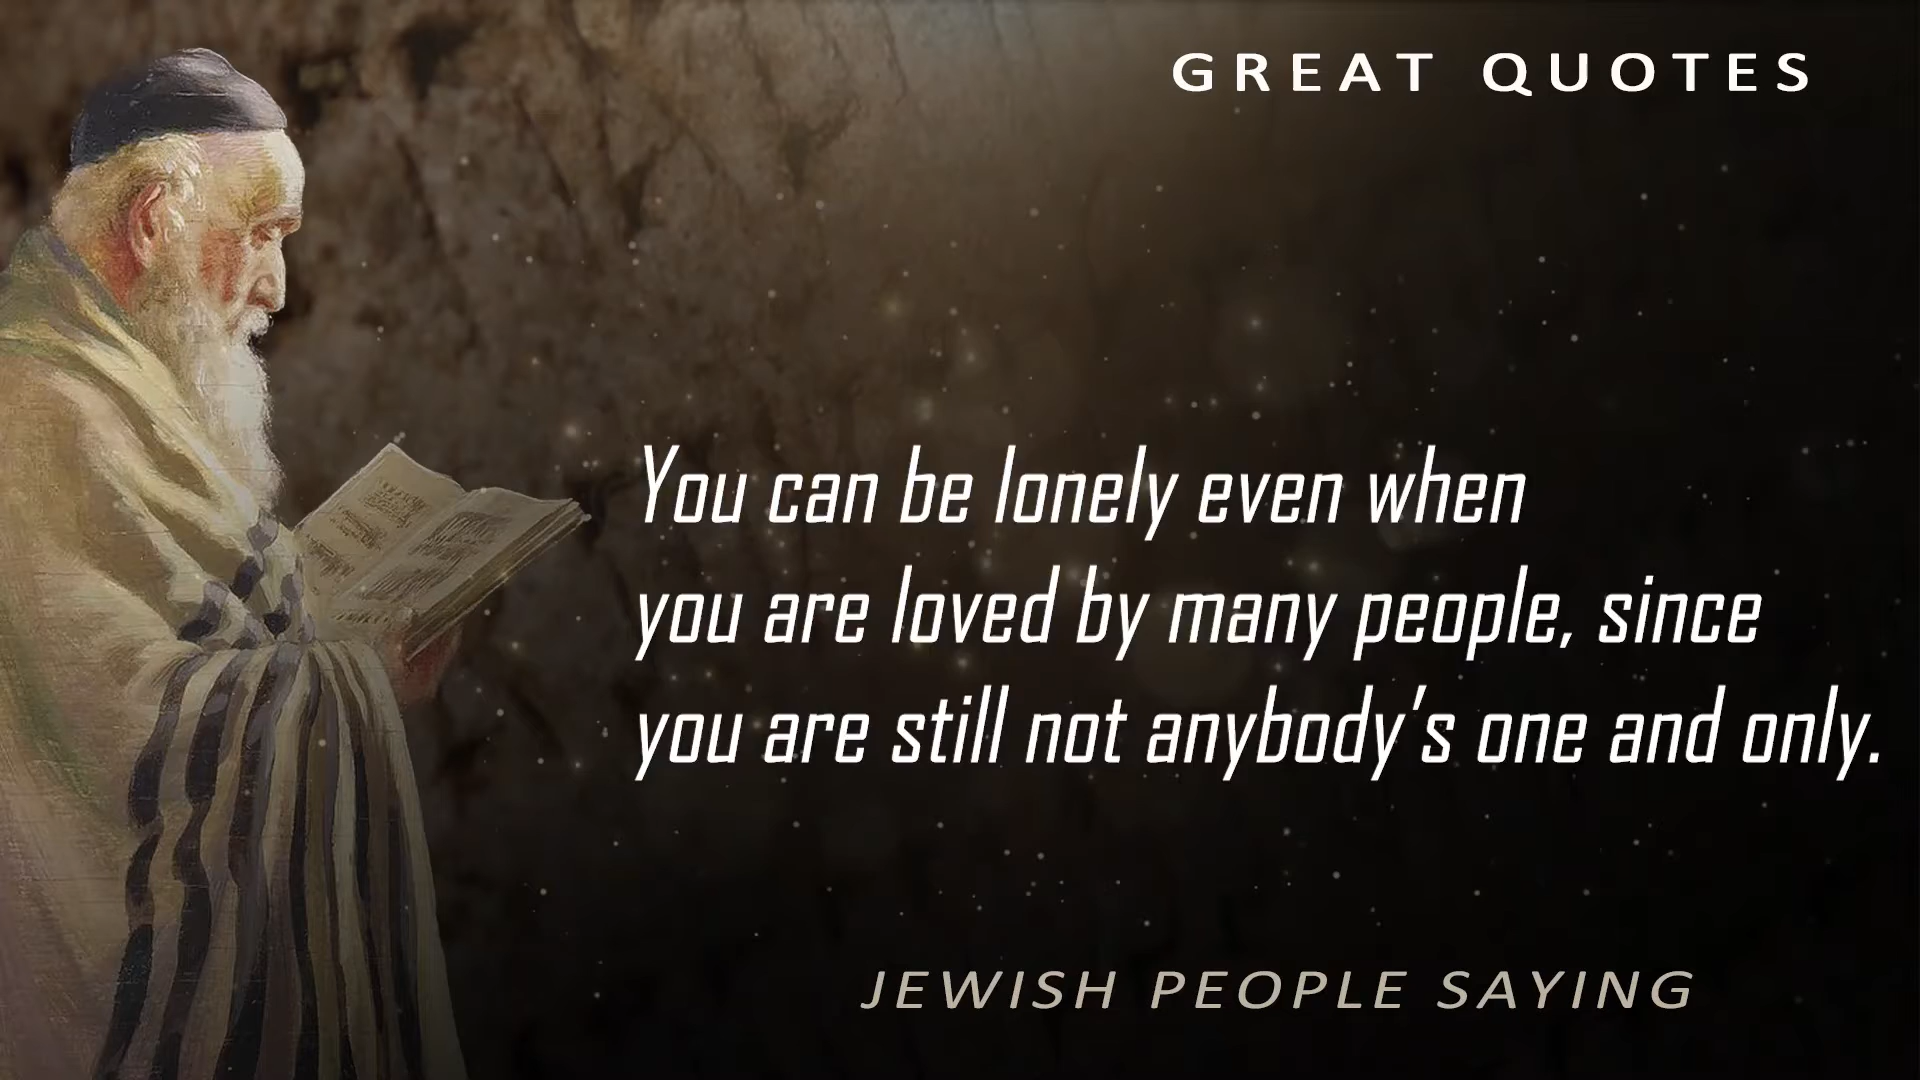 GREAT QUOTES
You can be lonely even when
you are loved by many people, since
you are still not anybody's one and only.
JEWISH PEOPLE SAYING